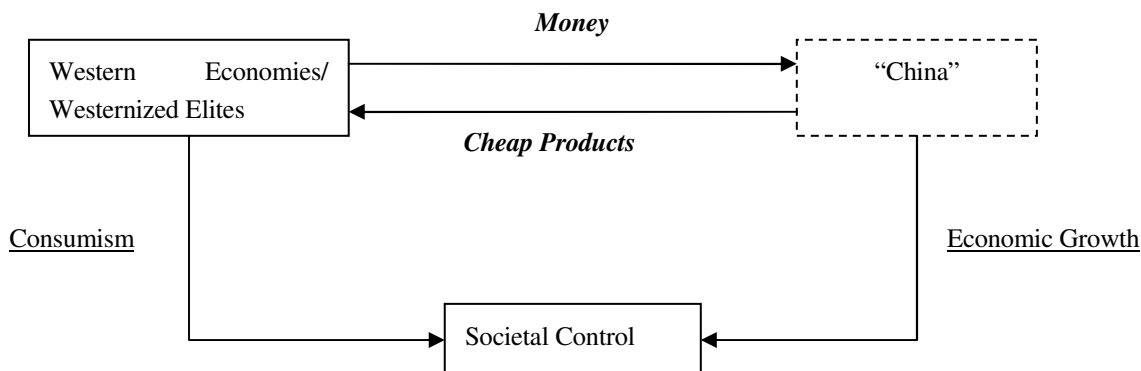 Money
Western Economies/
Westernized Elites
“China”
Cheap Products
Consumism
Economic Growth
Societal Control